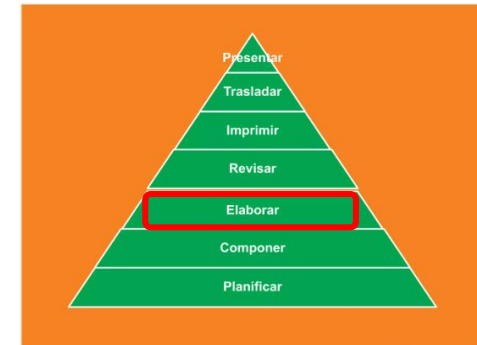 Presentar
Trasladar
Imprimir
Revisar
Elaborar
Componer
Planificar